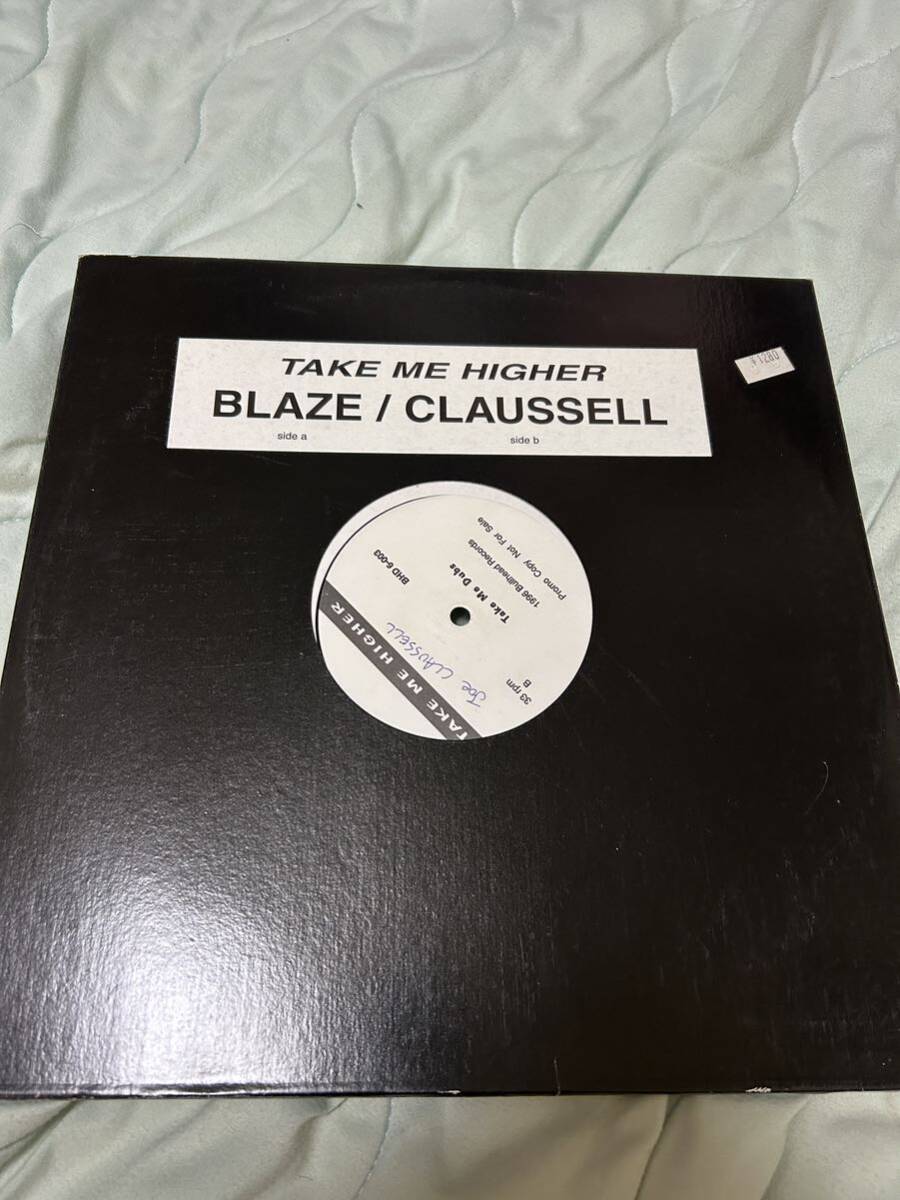 TAKE ME HIGHER
BLAZE / CLAUSSELL
side a
side b
¥1280
BHD 6-003
1996 Bullhead Records
Promo Copy Not For Sale
Take Me Dubs
TAKE ME HIGHER
Joe CLAUSSELL
33 rpm
B